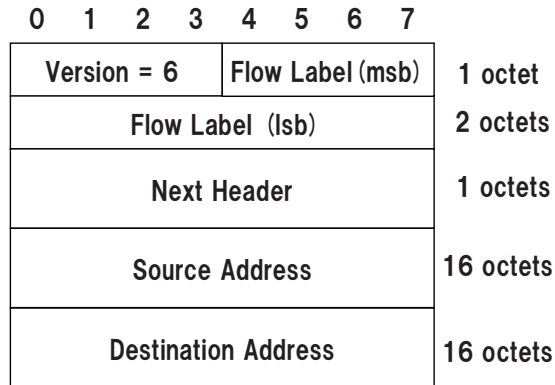 0 1 2 3 4 5 6 7
Version = 6 Flow Label (msb) 1 octet
Flow Label (lsb) 2 octets
Next Header 1 octets
Source Address 16 octets
Destination Address 16 octets